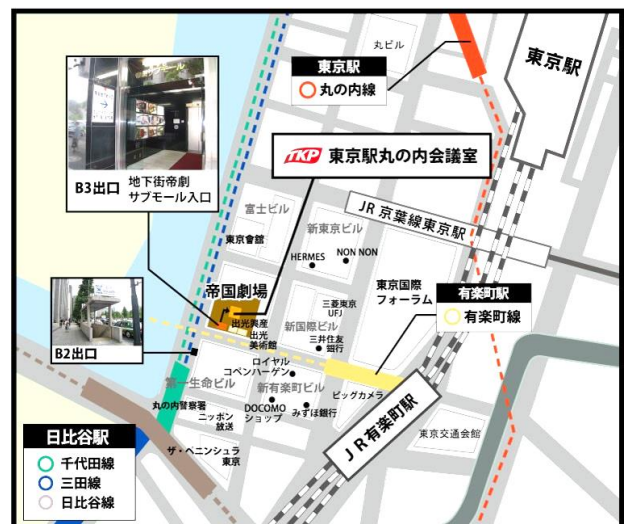 丸ビル
東京駅
丸の内線
東京駅
TKP 東京駅丸の内会議室
B3出口 地下街帝劇
サブモール入口
JR京葉線東京駅
富士ビル
新東京ビル
東京會舘
HERMES
NON NON
帝国劇場
東京国際
フォーラム
三菱東京
UFJ
有楽町駅
有楽町線
出光興産
出光
美術館
新国際ビル
三井住友
銀行
B2出口
ロイヤル
コペンハーゲン
第一生命ビル
新有楽町ビル
ビッグカメラ
丸の内警察署
ニッポン
放送
DOCOMO
ショップ
みずほ銀行
JR有楽町駅
東京交通会館
ザ・ペニンシュラ
東京
日比谷駅
千代田線
三田線
日比谷線